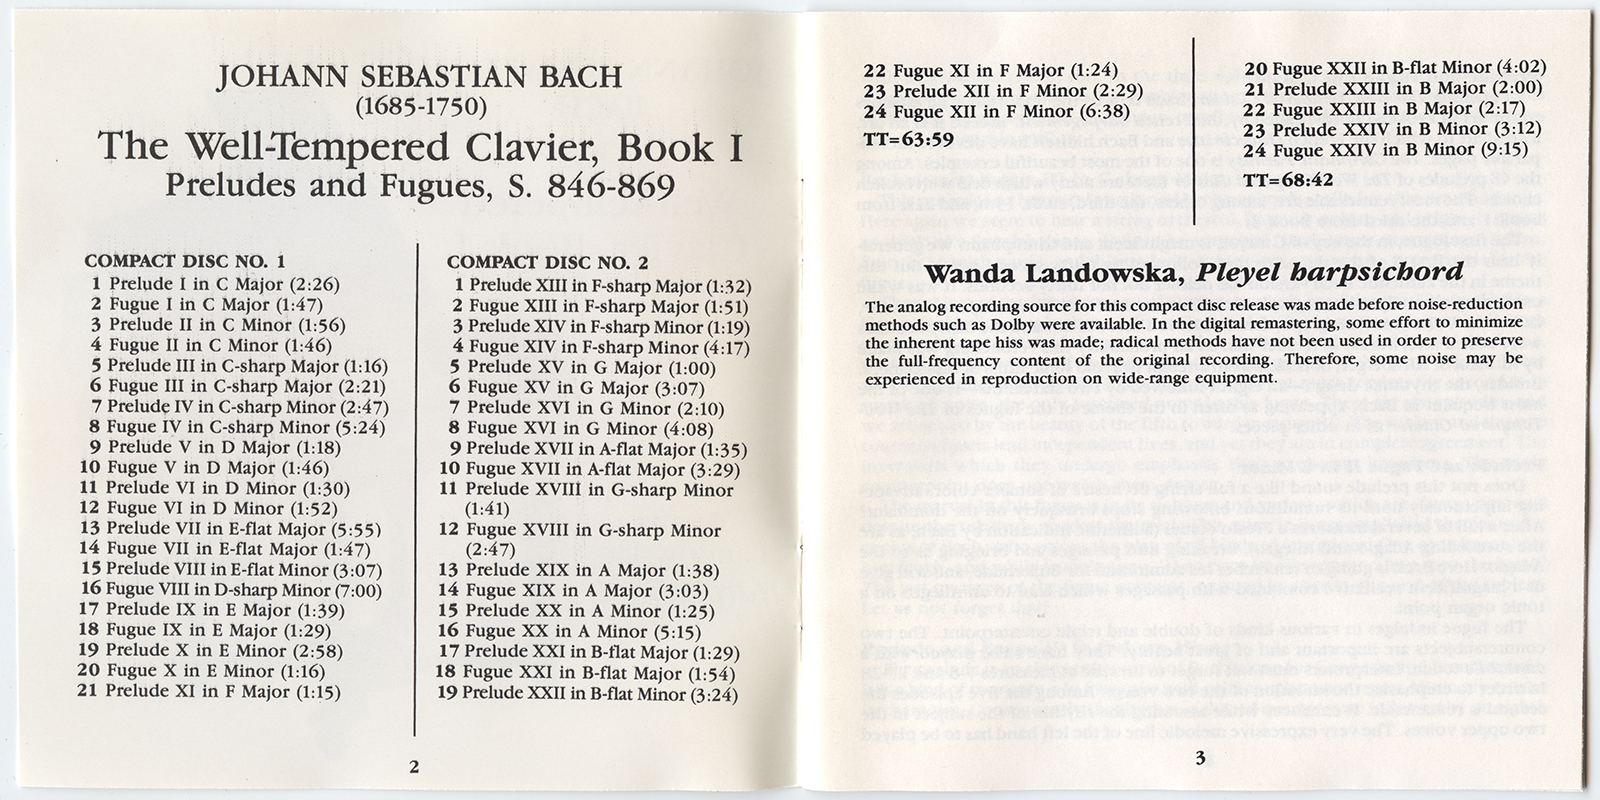 JOHANN SEBASTIAN BACH
(1685-1750)
The Well-Tempered Clavier, Book I
Preludes and Fugues, S. 846-869
COMPACT DISC NO. 1
1 Prelude I in C Major (2:26)
2 Fugue I in C Major (1:47)
3 Prelude II in C Minor (1:56)
4 Fugue II in C Minor (1:46)
5 Prelude III in C-sharp Major (1:16)
6 Fugue III in C-sharp Major (2:21)
7 Prelude IV in C-sharp Minor (2:47)
8 Fugue IV in C-sharp Minor (5:24)
9 Prelude V in D Major (1:18)
10 Fugue V in D Major (1:46)
11 Prelude VI in D Minor (1:30)
12 Fugue VI in D Minor (1:52)
13 Prelude VII in E-flat Major (5:55)
14 Fugue VII in E-flat Major (1:47)
15 Prelude VIII in E-flat Minor (3:07)
16 Fugue VIII in D-sharp Minor (7:00)
17 Prelude IX in E Major (1:39)
18 Fugue IX in E Major (1:29)
19 Prelude X in E Minor (2:58)
20 Fugue X in E Minor (1:16)
21 Prelude XI in F Major (1:15)
COMPACT DISC NO. 2
1 Prelude XIII in F-sharp Major (1:32)
2 Fugue XIII in F-sharp Major (1:51)
3 Prelude XIV in F-sharp Minor (1:19)
4 Fugue XIV in F-sharp Minor (4:17)
5 Prelude XV in G Major (1:00)
6 Fugue XV in G Major (3:07)
7 Prelude XVI in G Minor (2:10)
8 Fugue XVI in G Minor (4:08)
9 Prelude XVII in A-flat Major (1:35)
10 Fugue XVII in A-flat Major (3:29)
11 Prelude XVIII in G-sharp Minor
(1:41)
12 Fugue XVIII in G-sharp Minor
(2:47)
13 Prelude XIX in A Major (1:38)
14 Fugue XIX in A Major (3:03)
15 Prelude XX in A Minor (1:25)
16 Fugue XX in A Minor (5:15)
17 Prelude XXI in B-flat Major (1:29)
18 Fugue XXI in B-flat Major (1:54)
19 Prelude XXII in B-flat Minor (3:24)
2
22 Fugue XI in F Major (1:24)
23 Prelude XII in F Minor (2:29)
24 Fugue XII in F Minor (6:38)
TT=63:59
20 Fugue XXII in B-flat Minor (4:02)
21 Prelude XXIII in B Major (2:00)
22 Fugue XXIII in B Major (2:17)
23 Prelude XXIV in B Minor (3:12)
24 Fugue XXIV in B Minor (9:15)
TT=68:42
Wanda Landowska, Pleyel harpsichord
The analog recording source for this compact disc release was made before noise-reduction
methods such as Dolby were available. In the digital remastering, some effort to minimize
the inherent tape hiss was made; radical methods have not been used in order to preserve
the full-frequency content of the original recording. Therefore, some noise may be
experienced in reproduction on wide-range equipment.
3